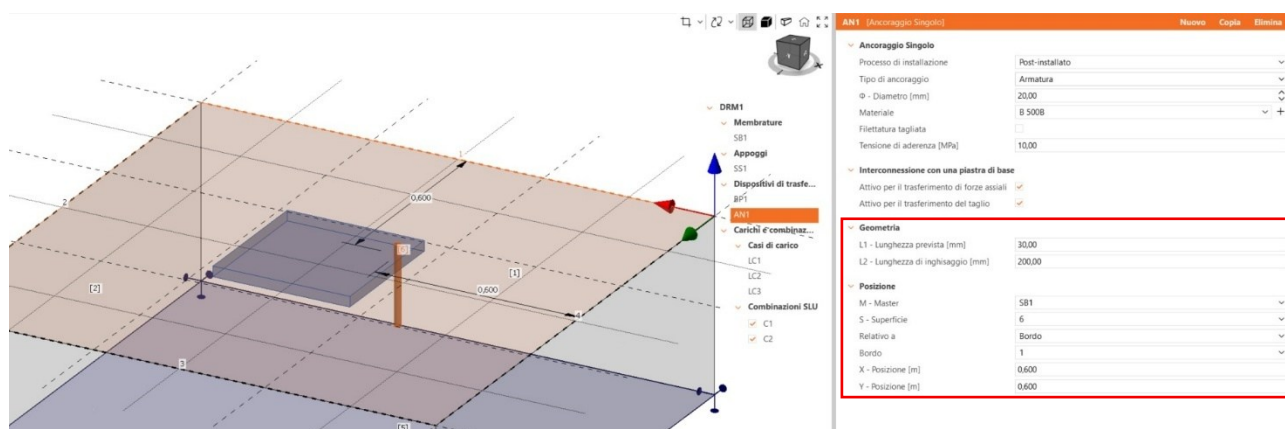 1
0,600
2
[0]
[1]
[2]
0,600
4
3
[5]
DRM1
Membrature
SB1
Appoggi
SS1
Dispositivi di trasfe...
BP1
AN1
Carichi e combinaz...
Casi di carico
LC1
LC2
LC3
Combinazioni SLU
C1
C2
AN1 [Ancoraggio Singolo] Nuovo Copia Elimina
Ancoraggio Singolo
Processo di installazione Post-installato
Tipo di ancoraggio Armatura
Φ - Diametro [mm] 20,00
Materiale B 500B
Filettatura tagliata
Tensione di aderenza [MPa] 10,00
Interconnessione con una piastra di base
Attivo per il trasferimento di forze assiali
Attivo per il trasferimento del taglio
Geometria
L1 - Lunghezza prevista [mm] 30,00
L2 - Lunghezza di inghisaggio [mm] 200,00
Posizione
M - Master SB1
S - Superficie 6
Relativo a Bordo
Bordo 1
X - Posizione [m] 0,600
Y - Posizione [m] 0,600